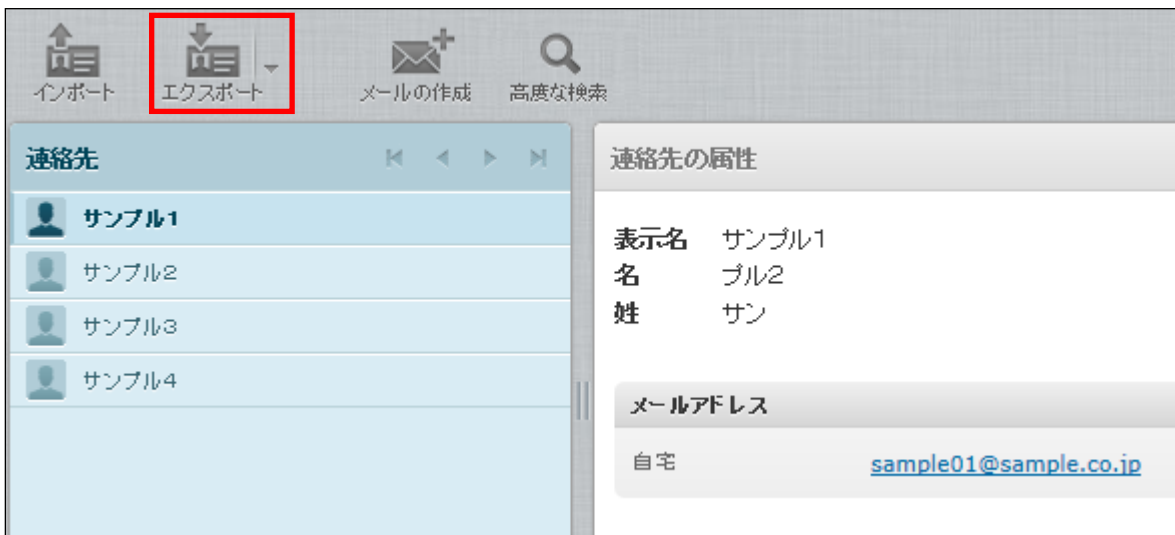 インポート
エクスポート
メールの作成
高度な検索
連絡先
サンプル1
サンプル2
サンプル3
サンプル4
連絡先の属性
表示名 サンプル1
名 プル2
姓 サン
メールアドレス
自宅 sample01@sample.co.jp